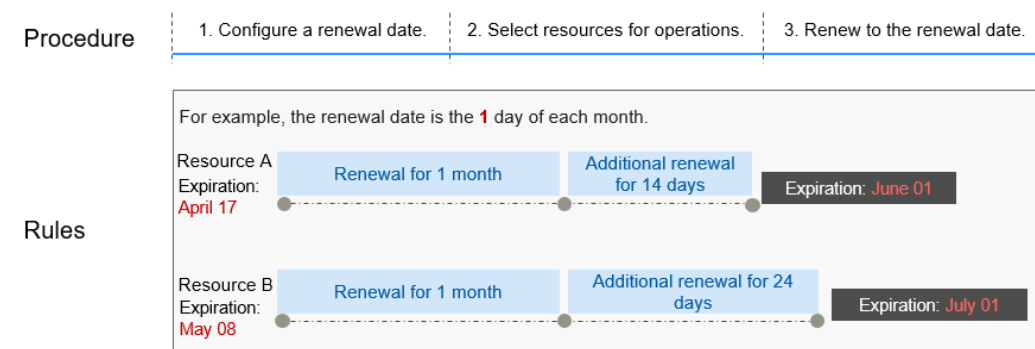 Procedure
1. Configure a renewal date.
2. Select resources for operations.
3. Renew to the renewal date.
For example, the renewal date is the 1 day of each month.
Resource A
Expiration:
April 17
Renewal for 1 month
Additional renewal
for 14 days
Expiration: June 01
Rules
Resource B
Expiration:
May 08
Renewal for 1 month
Additional renewal for 24
days
Expiration: July 01